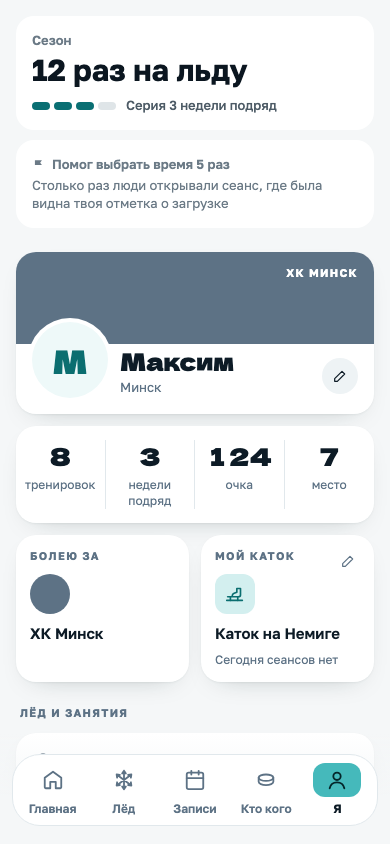 Сезон
12 раз на льду
Серия 3 недели подряд
Помог выбрать время 5 раз
Столько раз люди открывали сеанс, где была
видна твоя отметка о загрузке
ХК МИНСК
М
Максим
Минск
8
тренировок
3
недели
подряд
124
очка
7
место
БОЛЕЮ ЗА
ХК Минск
МОЙ КАТОК
Каток на Немиге
Сегодня сеансов нет
ЛЁД И ЗАНЯТИЯ
Главная
Лёд
Записи
Кто кого
Я